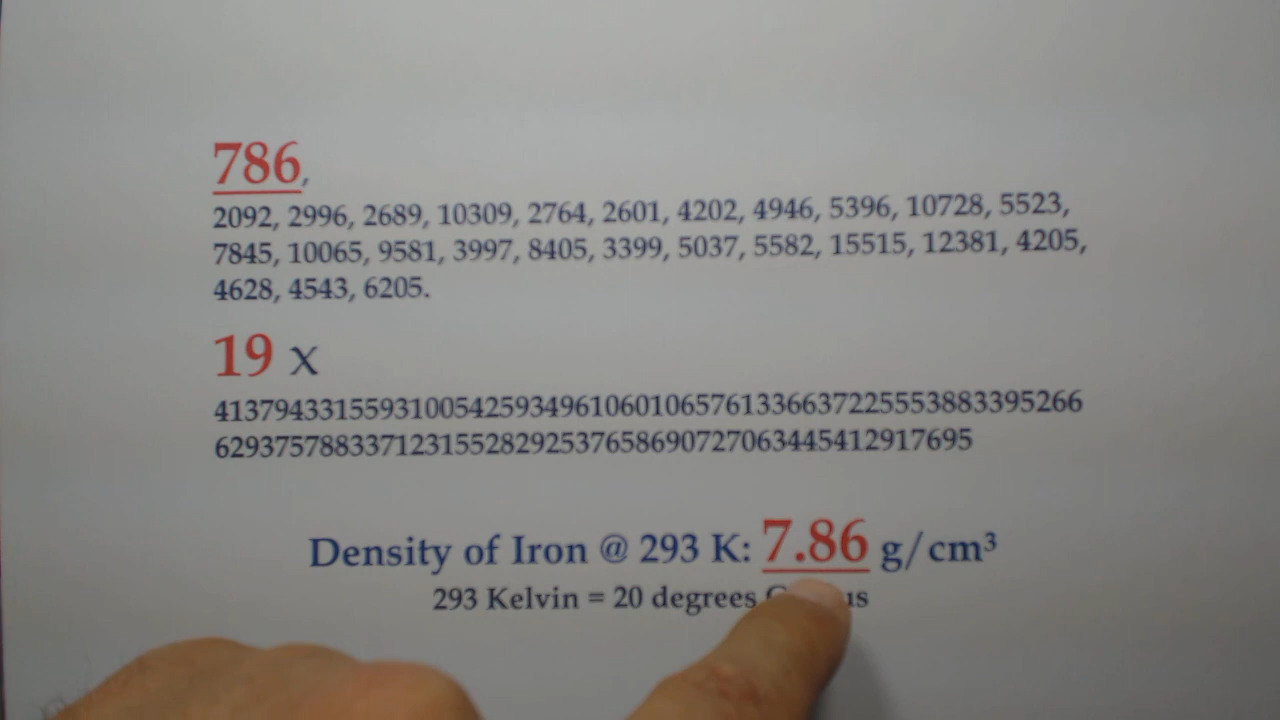 786,
2092, 2996, 2689, 10309, 2764, 2601, 4202, 4946, 5396, 10728, 5523,
7845, 10065, 9581, 3997, 8405, 3399, 5037, 5582, 15515, 12381, 4205,
4628, 4543, 6205.
19 x
41379433155931005425934961060106576133663722555388339526 6
62937578833712315528292537658690727063445412917695
Density of Iron @ 293 K: 7.86 g/cm³
293 Kelvin = 20 degrees